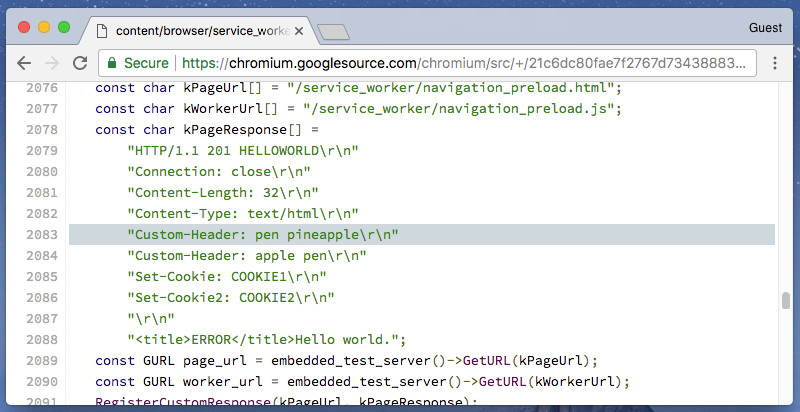 content/browser/service_worke
Guest
Secure https://chromium.googlesource.com/chromium/src/+/21c6dc80fae7f2767d73438883...
2076 const char kPageUrl[] = "/service_worker/navigation_preload.html";
2077 const char kWorkerUrl[] = "/service_worker/navigation_preload.js";
2078 const char kPageResponse[] =
2079 "HTTP/1.1 201 HELLOWORLD\r\n"
2080 "Connection: close\r\n"
2081 "Content-Length: 32\r\n"
2082 "Content-Type: text/html\r\n"
2083 "Custom-Header: pen pineapple\r\n"
2084 "Custom-Header: apple pen\r\n"
2085 "Set-Cookie: COOKIE1\r\n"
2086 "Set-Cookie2: COOKIE2\r\n"
2087 "\r\n"
2088 "<title>ERROR</title>Hello world.";
2089 const GURL page_url = embedded_test_server()->GetURL(kPageUrl);
2090 const GURL worker_url = embedded_test_server()->GetURL(kWorkerUrl);
2091 RegisterCustomResponse(kPageUrl, kPageResponse);